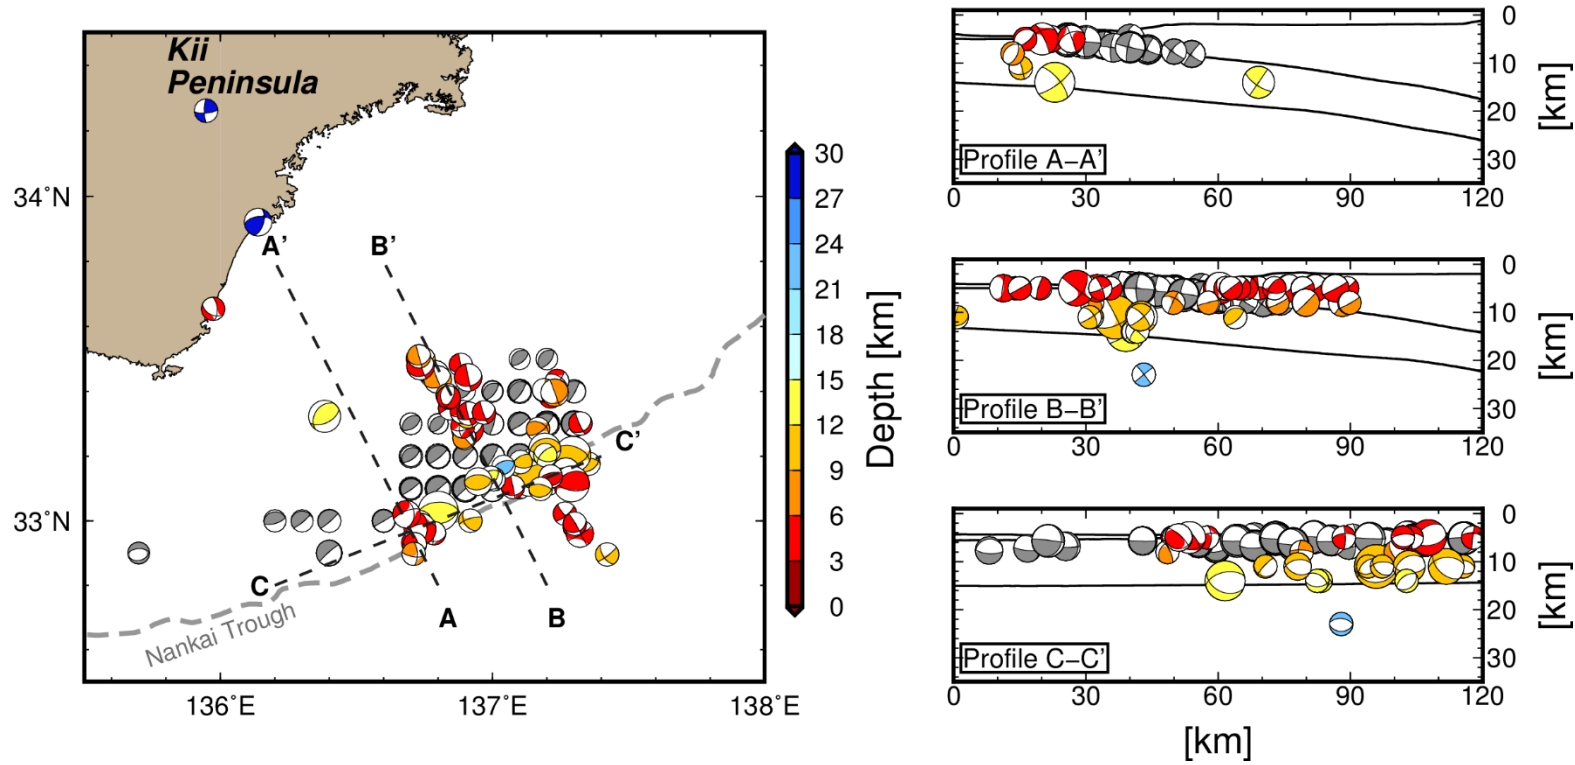 Kii
Peninsula
34˚N
33˚N
136˚E
137˚E
138˚E
A'
B'
C'
C
A
B
Nankai Trough
30
27
24
21
18
15
12
9
6
3
0
Depth [km]
Profile A−A'
0
10
20
30
[km]
0
30
60
90
120
Profile B−B'
0
10
20
30
[km]
0
30
60
90
120
Profile C−C'
0
10
20
30
[km]
0
30
60
90
120
[km]